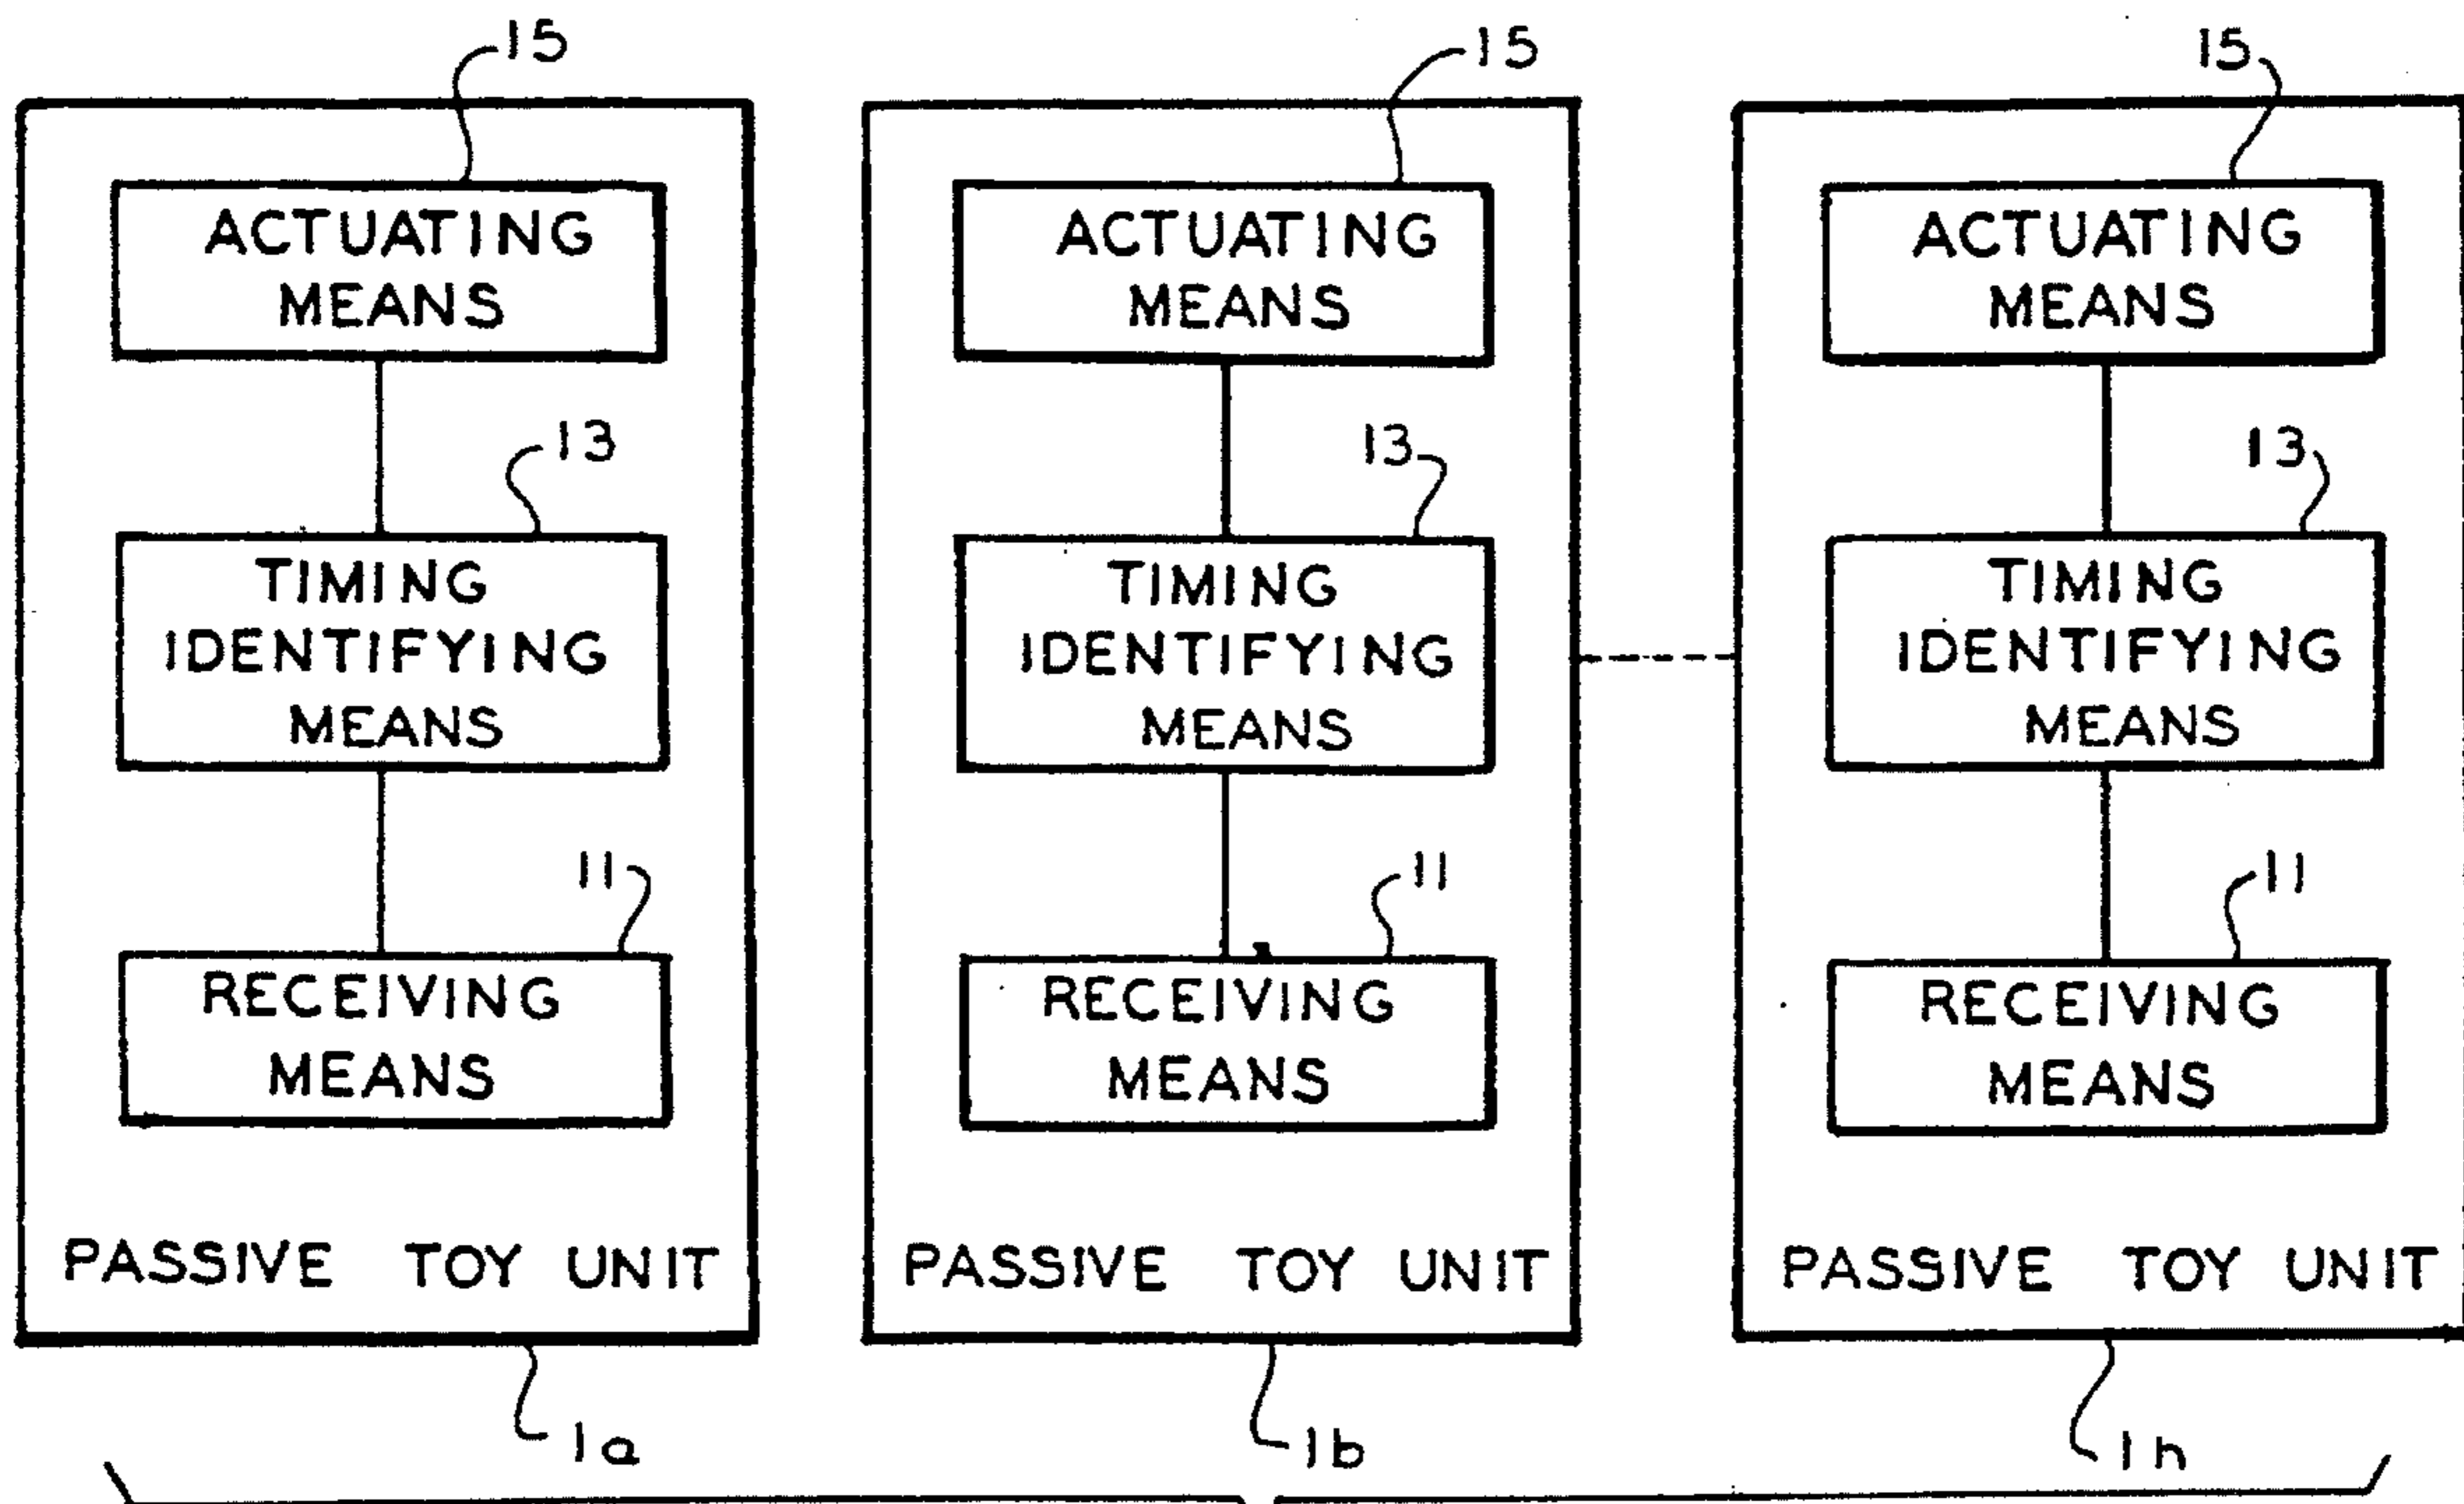 15
15
15
ACTUATING
MEANS
ACTUATING
MEANS
ACTUATING
MEANS
13
13
13
TIMING
IDENTIFYING
MEANS
TIMING
IDENTIFYING
MEANS
TIMING
IDENTIFYING
MEANS
11
11
11
RECEIVING
MEANS
RECEIVING
MEANS
RECEIVING
MEANS
PASSIVE TOY UNIT
PASSIVE TOY UNIT
PASSIVE TOY UNIT
1a
1b
1n